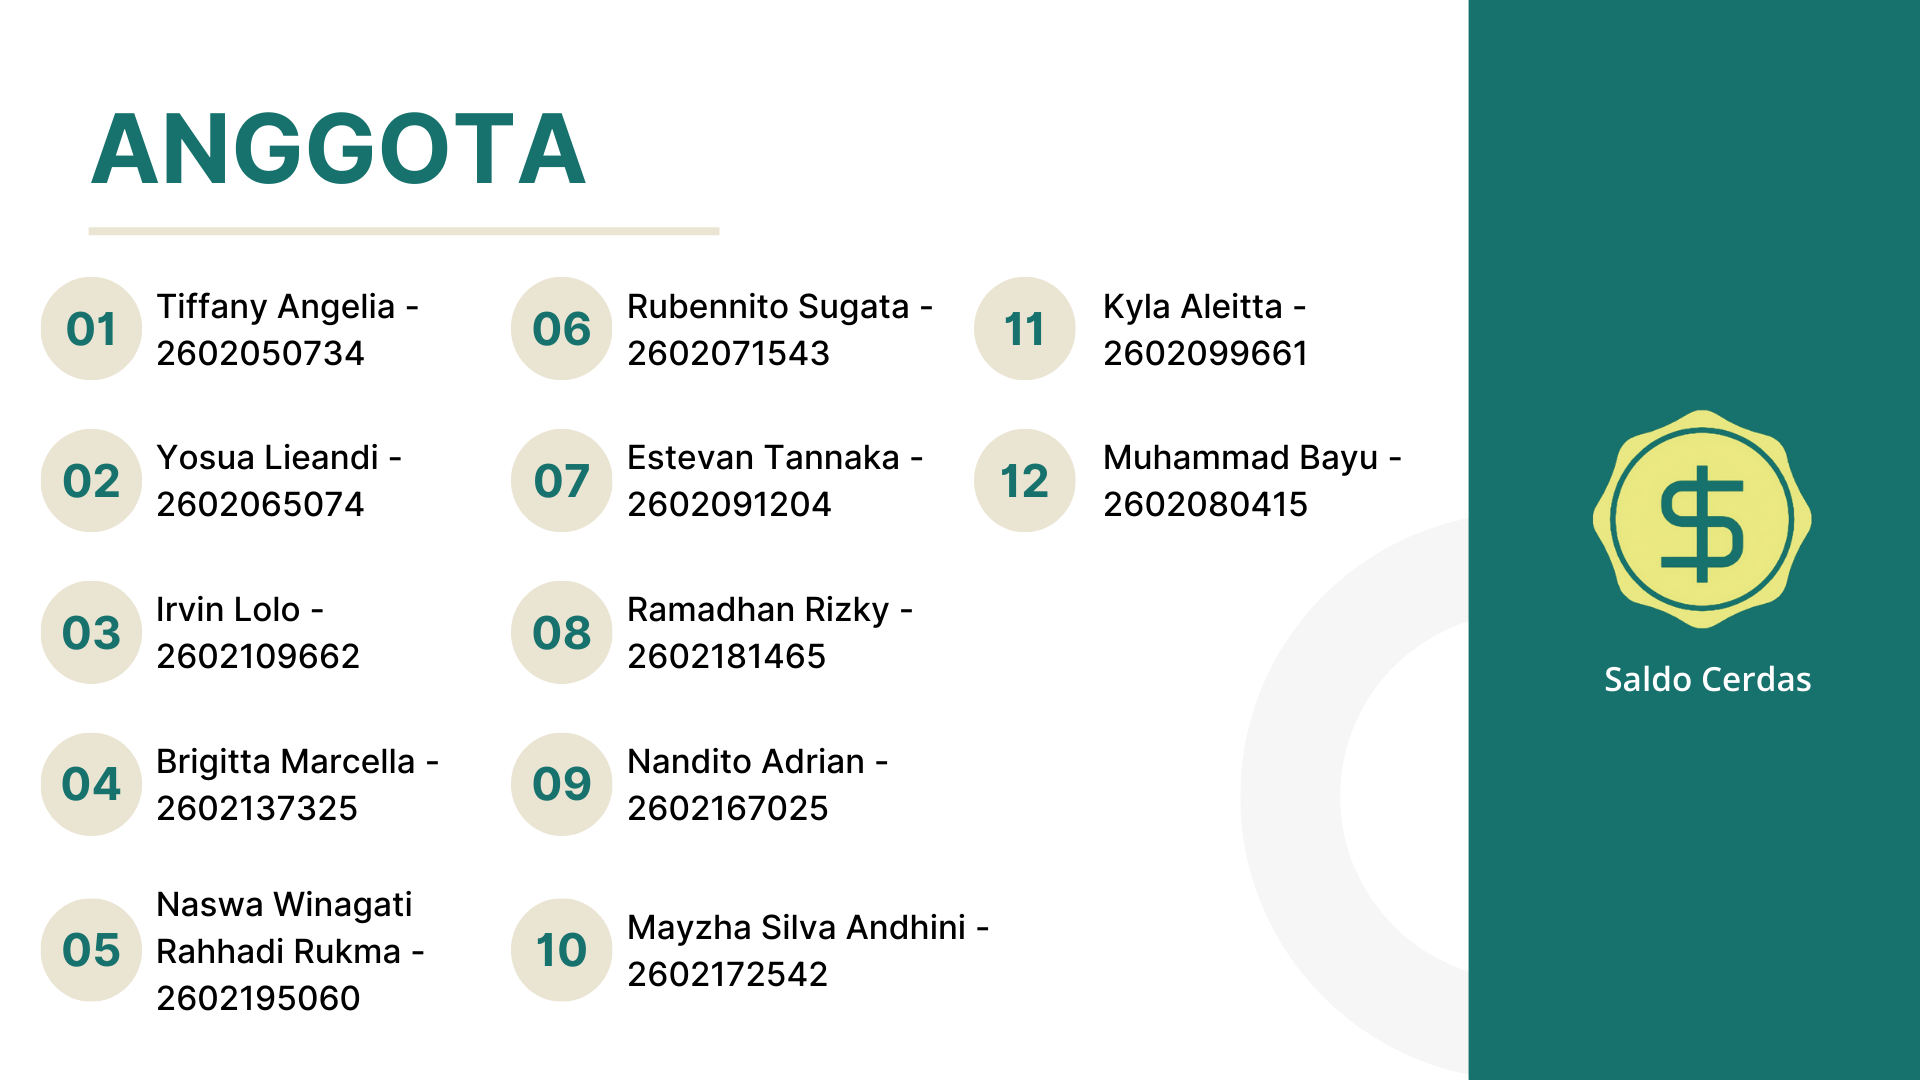 ANGGOTA
01
Tiffany Angelia -
2602050734
02
Yosua Lieandi -
2602065074
03
Irvin Lolo -
2602109662
04
Brigitta Marcella -
2602137325
05
Naswa Winagati
Rahhadi Rukma -
2602195060
06
Rubennito Sugata -
2602071543
07
Estevan Tannaka -
2602091204
08
Ramadhan Rizky -
2602181465
09
Nandito Adrian -
2602167025
10
Mayzha Silva Andhini -
2602172542
11
Kyla Aleitta -
2602099661
12
Muhammad Bayu -
2602080415
$
Saldo Cerdas